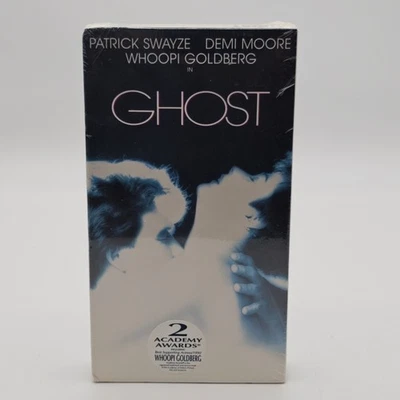 PATRICK SWAYZE DEMI MOORE
WHOOPI GOLDBERG
IN
GHOST
2
ACADEMY
AWARDS
WHOOPI GOLDBERG